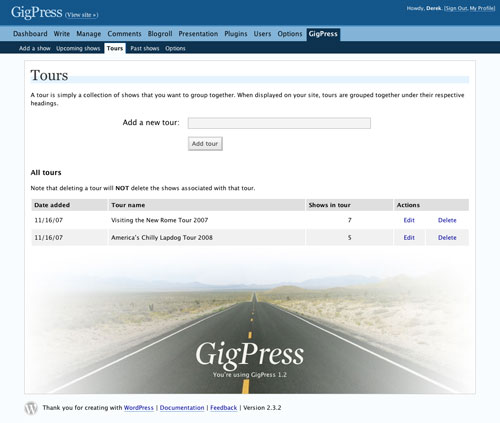 GigPress (View site »)
Howdy, Derek. [Sign Out, My Profile]
Dashboard Write Manage Comments Blogroll Presentation Plugins Users Options GigPress
Add a show Upcoming shows Tours Past shows Options
Tours
A tour is simply a collection of shows that you want to group together. When displayed on your site, tours are grouped together under their respective
headings.
Add a new tour:
Add tour
All tours
Note that deleting a tour will NOT delete the shows associated with that tour.
Date added Tour name Shows in tour Actions
11/16/07 Visiting the New Rome Tour 2007 7 Edit Delete
11/16/07 America's Chilly Lapdog Tour 2008 5 Edit Delete
GigPress
You're using GigPress 1.2
Thank you for creating with WordPress | Documentation | Feedback | Version 2.3.2